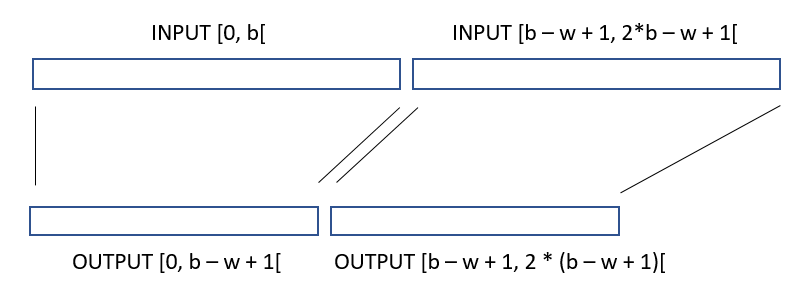 INPUT [0, b[
INPUT [b – w + 1, 2*b – w + 1[
OUTPUT [0, b – w + 1[
OUTPUT [b – w + 1, 2 * (b – w + 1)[